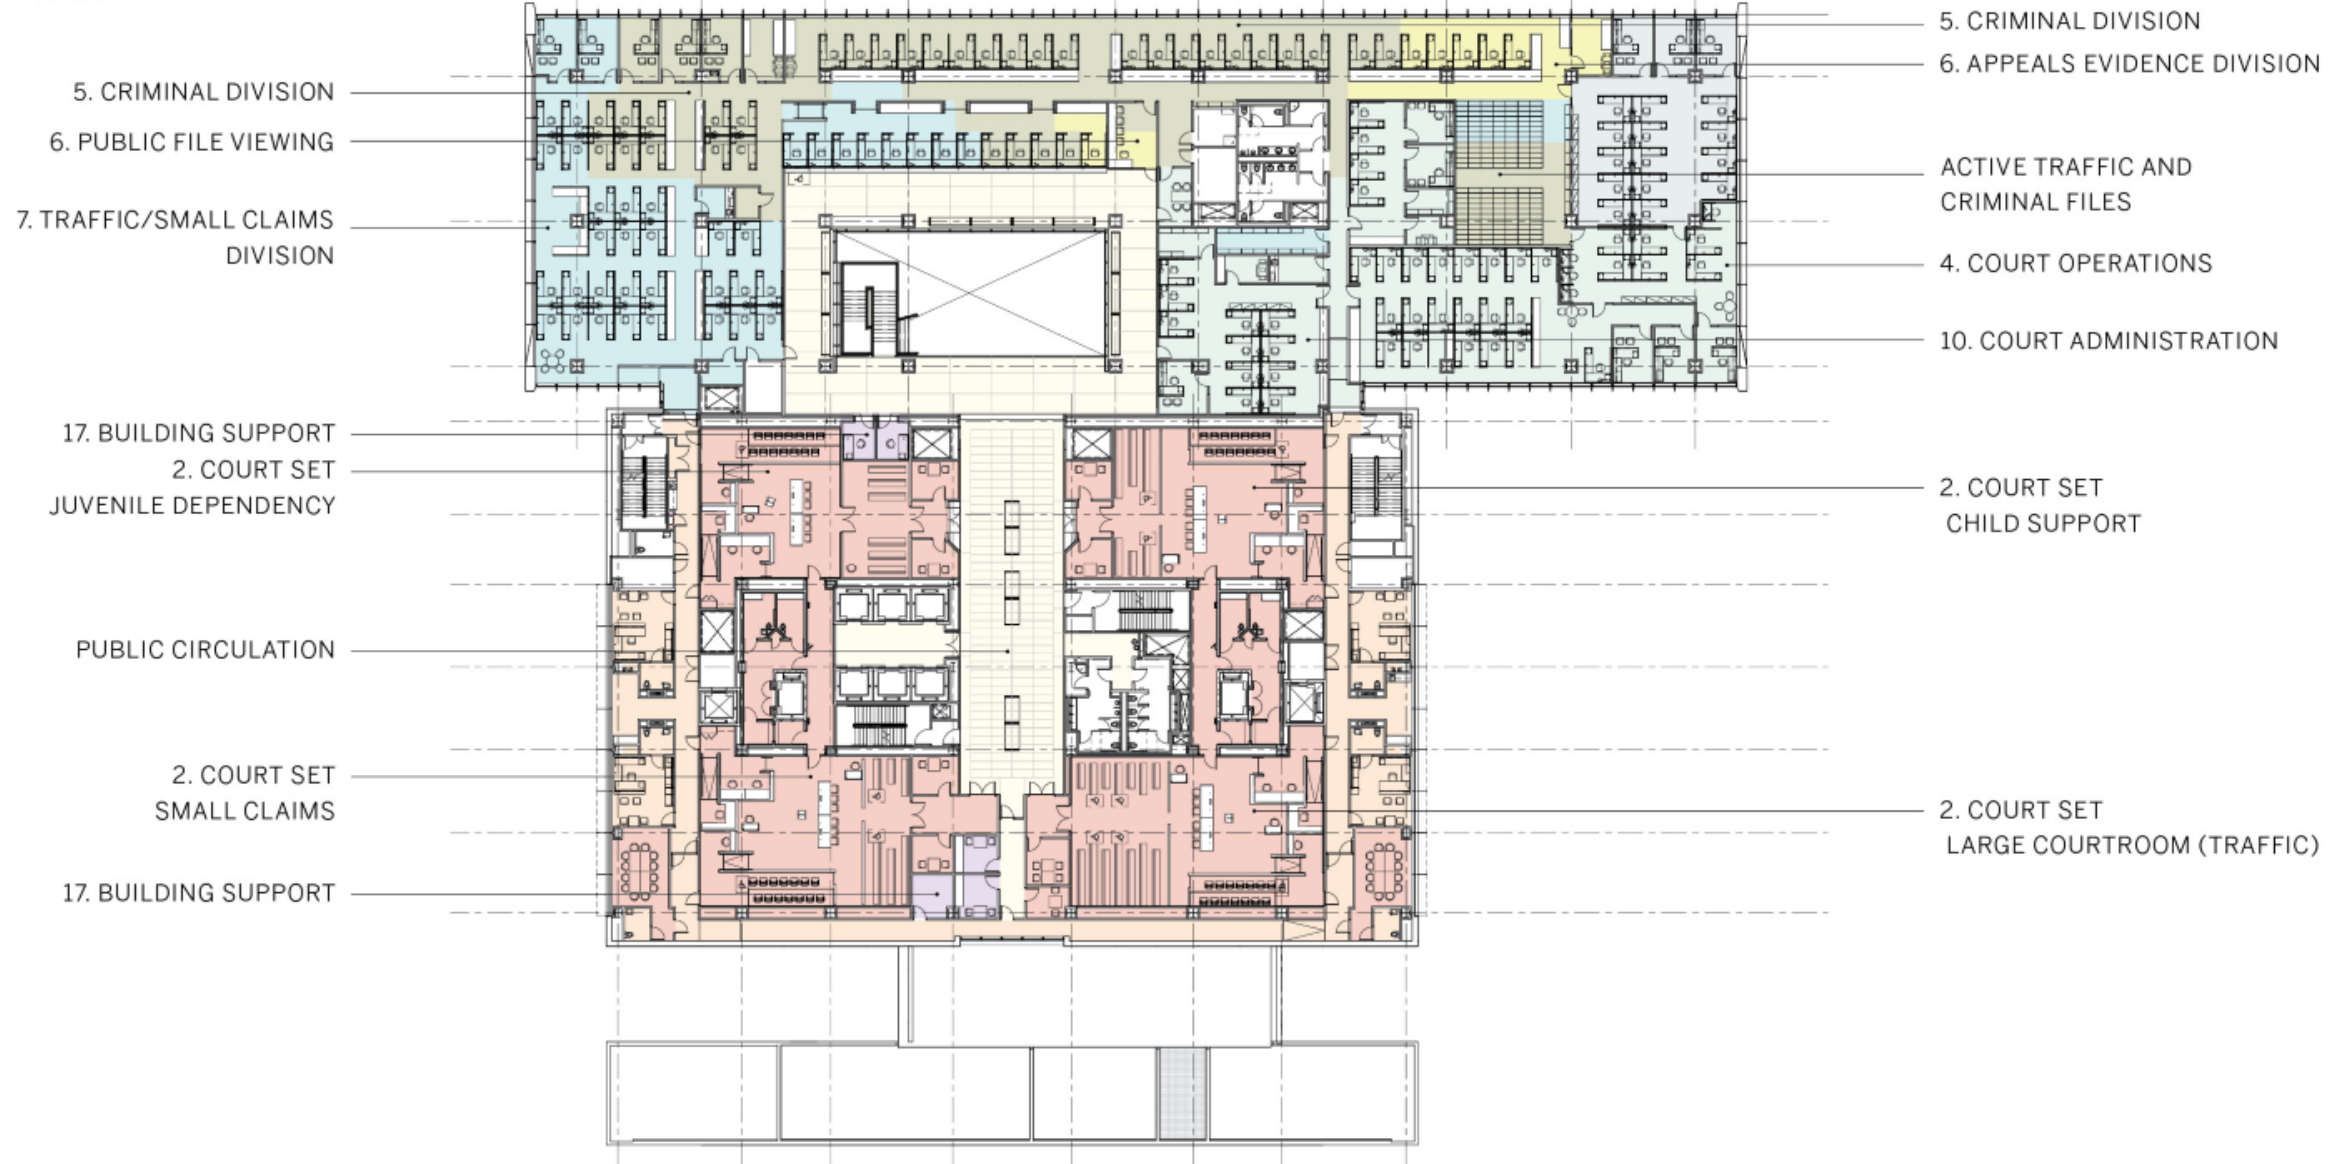 5. CRIMINAL DIVISION
6. PUBLIC FILE VIEWING
7. TRAFFIC/SMALL CLAIMS
DIVISION
17. BUILDING SUPPORT
2. COURT SET
JUVENILE DEPENDENCY
PUBLIC CIRCULATION
2. COURT SET
SMALL CLAIMS
17. BUILDING SUPPORT
5. CRIMINAL DIVISION
6. APPEALS EVIDENCE DIVISION
ACTIVE TRAFFIC AND
CRIMINAL FILES
4. COURT OPERATIONS
10. COURT ADMINISTRATION
2. COURT SET
CHILD SUPPORT
2. COURT SET
LARGE COURTROOM (TRAFFIC)